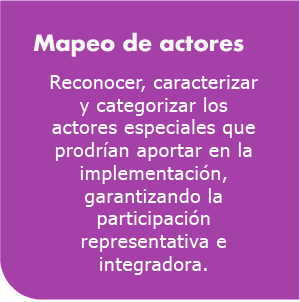 Mapeo de actores
Reconocer, caracterizar
y categorizar los
actores especiales que
prodrían aportar en la
implementación,
garantizando la
participación
representativa e
integradora.